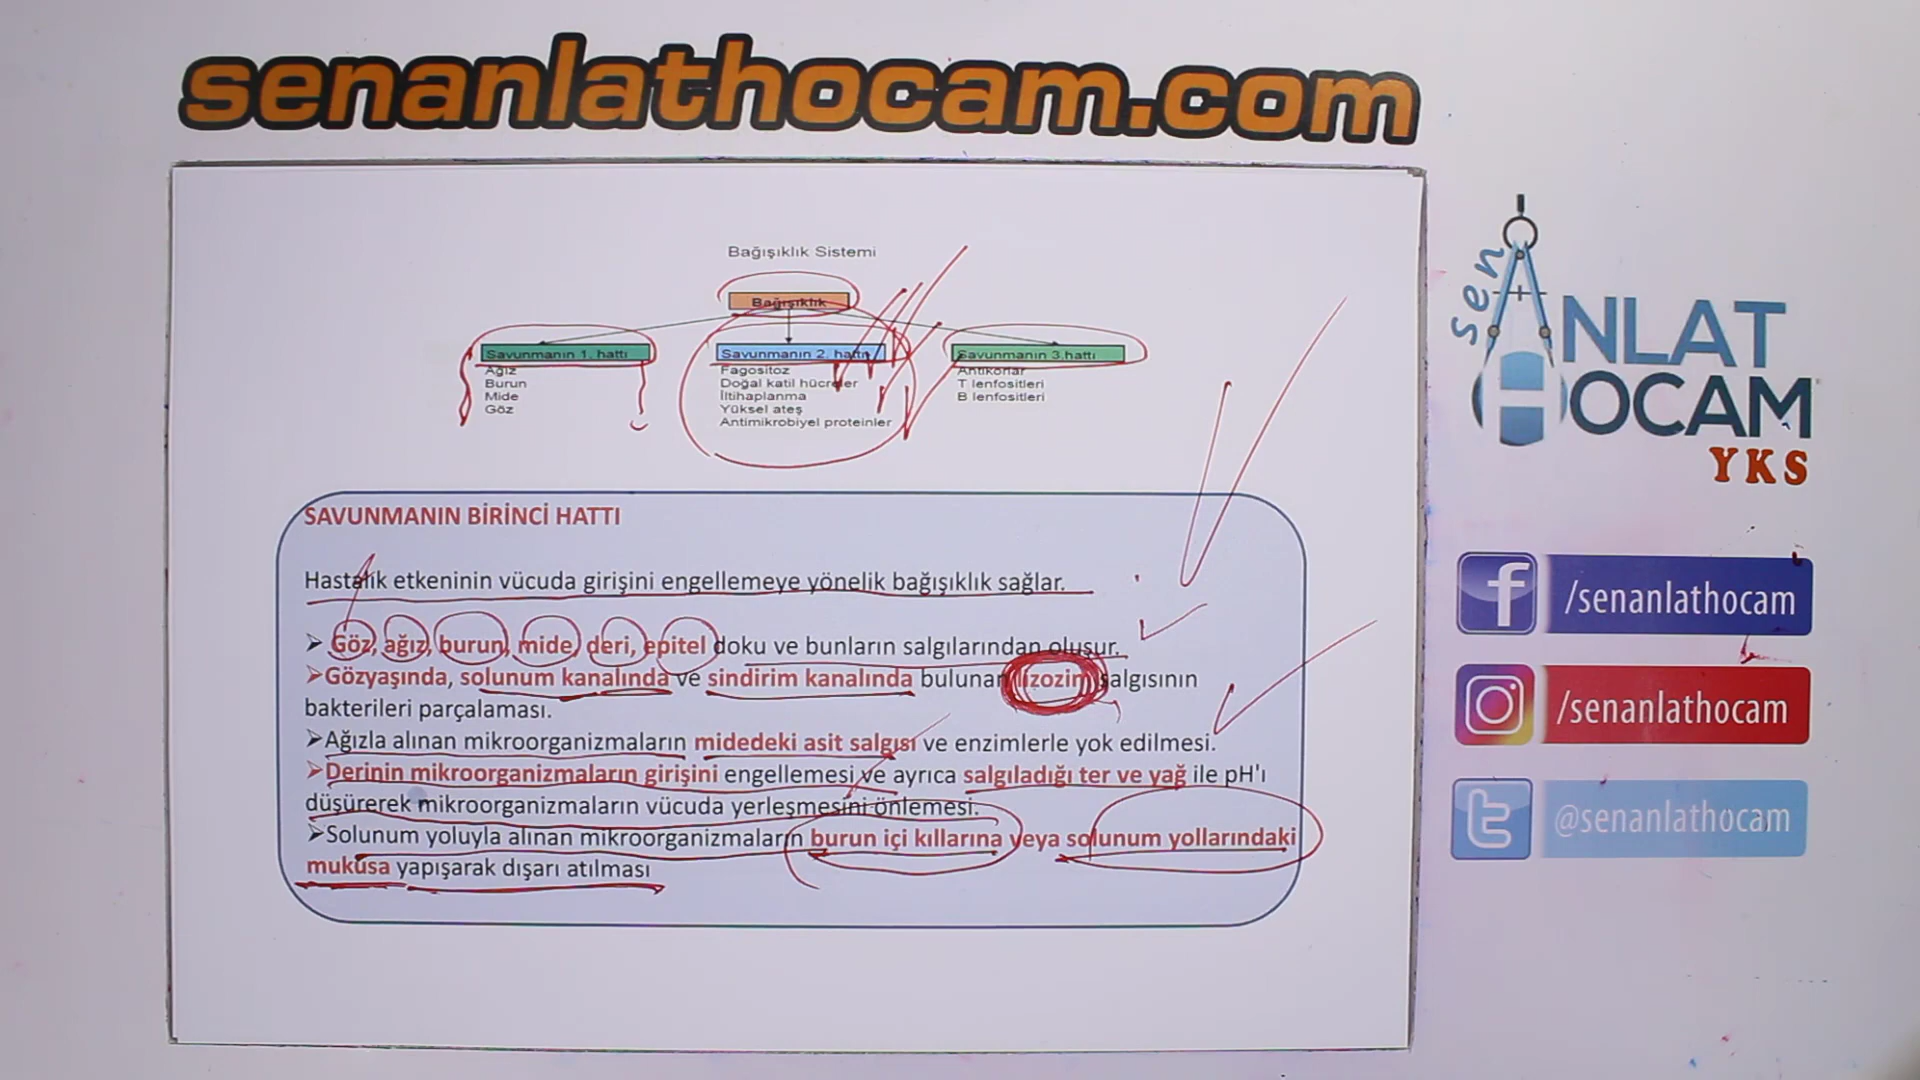 senanlathocam.com
Bağışıklık Sistemi
Bağışıklık
Savunmanın 1. hattı
Ağız
Burun
Mide
Göz
Savunmanın 2. hattı
Fagositoz
Doğal katil hücreler
İltihaplanma
Yüksel ateş
Antimikrobiyel proteinler
Savunmanın 3.hattı
Antikorlar
T lenfositleri
B lenfositleri
SAVUNMANIN BİRİNCİ HATTI
Hastalık etkeninin vücuda girişini engellemeye yönelik bağışıklık sağlar.
➢ Göz, ağız, burun, mide, deri, epitel doku ve bunların salgılarından oluşur.
➢Gözyaşında, solunum kanalında ve sindirim kanalında bulunan lizozim salgısının
bakterileri parçalaması.
➢Ağızla alınan mikroorganizmaların midedeki asit salgısı ve enzimlerle yok edilmesi.
➢Derinin mikroorganizmaların girişini engellemesi ve ayrıca salgıladığı ter ve yağ ile pH'ı
düşürerek mikroorganizmaların vücuda yerleşmesini önlemesi.
➢Solunum yoluyla alınan mikroorganizmaların burun içi kıllarına veya solunum yollarındaki
mukusa yapışarak dışarı atılması
sen
ANLAT
HOCAM
YKS
f /senanlathocam
/senanlathocam
t @senanlathocam